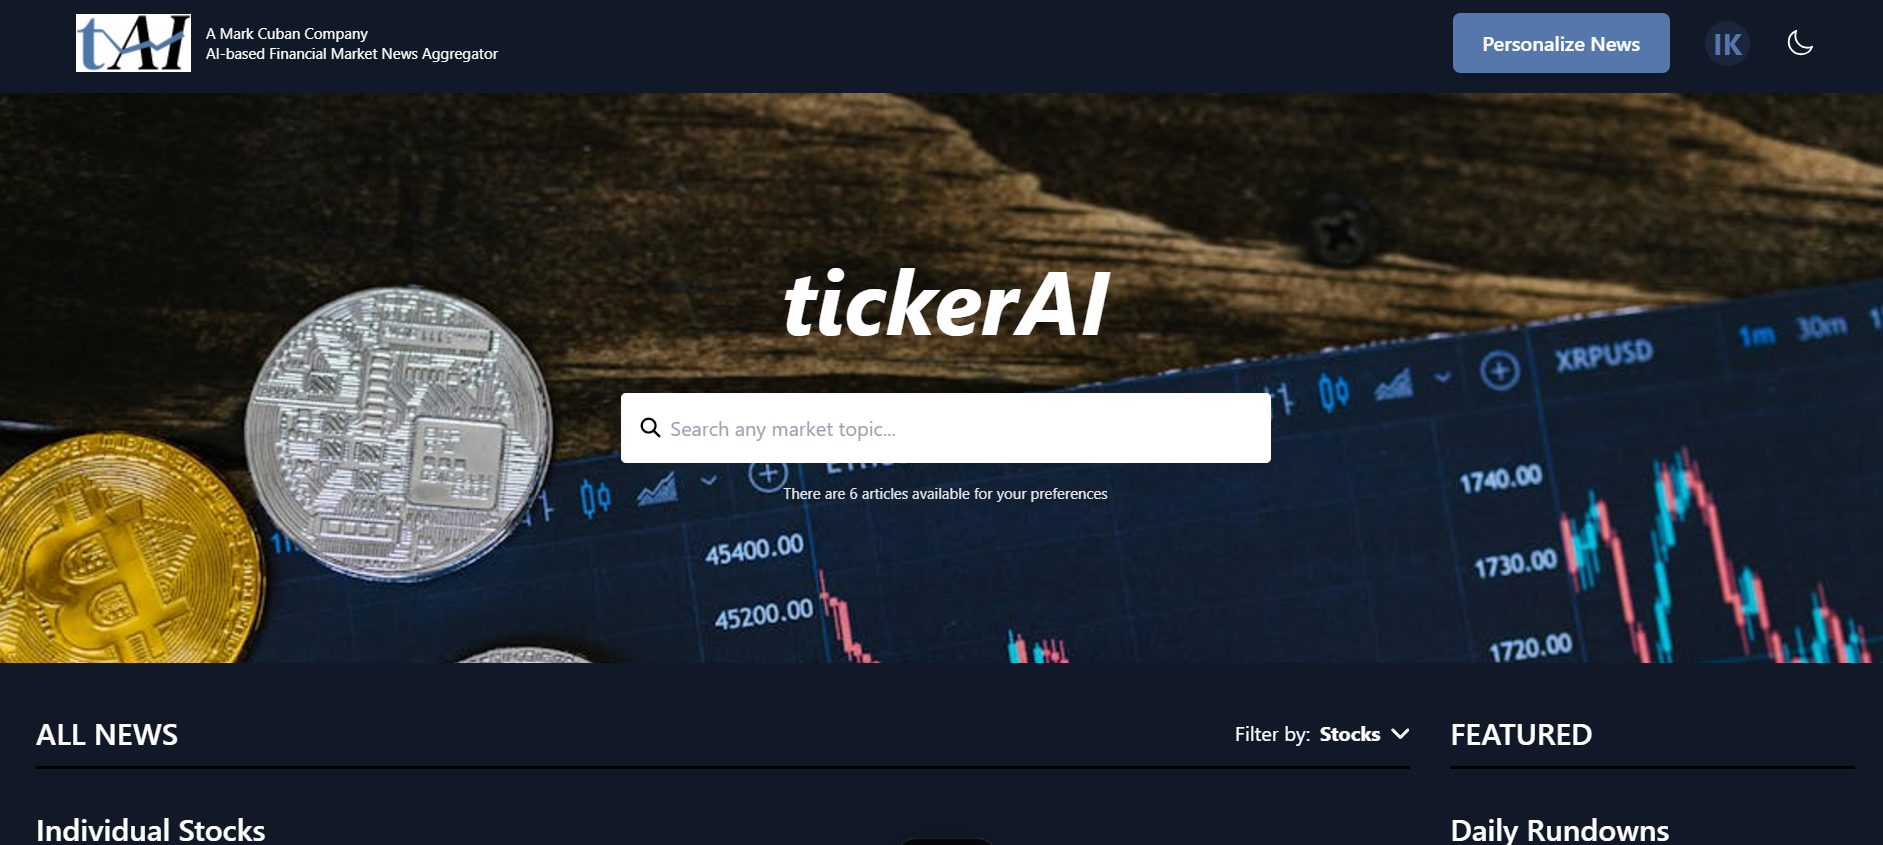 tAI
A Mark Cuban Company
AI-based Financial Market News Aggregator
Personalize News
IK
tickerAI
XRPUSD
1m
30m
Search any market topic...
There are 6 articles available for your preferences
45400.00
45200.00
1740.00
1730.00
1720.00
ALL NEWS
Filter by: Stocks
FEATURED
Individual Stocks
Daily Rundowns